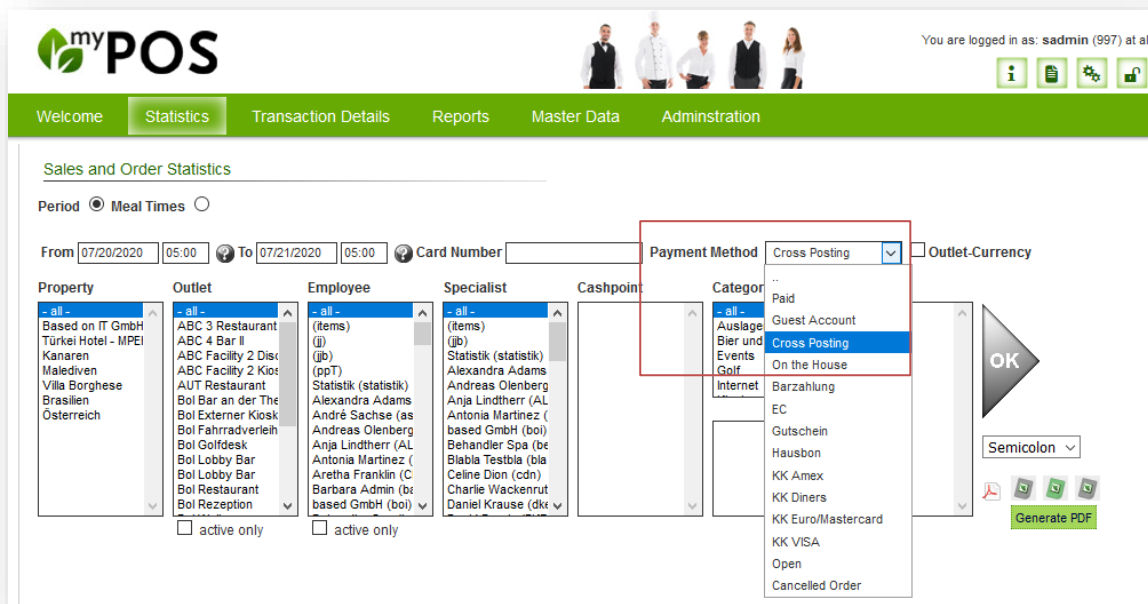 myPOS
You are logged in as: sadmin (997) at al
Welcome Statistics Transaction Details Reports Master Data Adminstration
Sales and Order Statistics
Period Meal Times
From 07/20/2020 05:00 To 07/21/2020 05:00 Card Number Payment Method Cross Posting Outlet-Currency
Property
- all -
Based on IT GmbH
Türkei Hotel - MPEI
Kanaren
Malediven
Villa Borghese
Brasilien
Österreich
Outlet
- all -
ABC 3 Restaurant
ABC 4 Bar II
ABC Facility 2 Disc
ABC Facility 2 Kios
AUT Restaurant
Bol Bar an der The
Bol Externer Kiosk
Bol Fahrradverleih
Bol Golfdesk
Bol Lobby Bar
Bol Lobby Bar
Bol Restaurant
Bol Rezeption
active only
Employee
- all -
(items)
(jj)
(jjb)
(ppT)
Statistik (statistik)
Alexandra Adams
André Sachse (as
Andreas Olenberg
Anja Lindtherr (AL
Antonia Martinez (
Aretha Franklin (C
Barbara Admin (ba
based GmbH (boi)
active only
Specialist
- all -
(items)
(jjb)
Statistik (statistik)
Alexandra Adams
Andreas Olenberg
Anja Lindtherr (AL
Antonia Martinez (
based GmbH (boi)
Behandler Spa (be
Blabla Testbla (bla
Celine Dion (cdn)
Charlie Wackenrut
Daniel Krause (dke
Cashpoint
Categor
- all -
Auslage
Bier und
Events
Golf
Internet
..
Paid
Guest Account
Cross Posting
On the House
Barzahlung
EC
Gutschein
Hausbon
KK Amex
KK Diners
KK Euro/Mastercard
KK VISA
Open
Cancelled Order
OK
Semicolon
Generate PDF